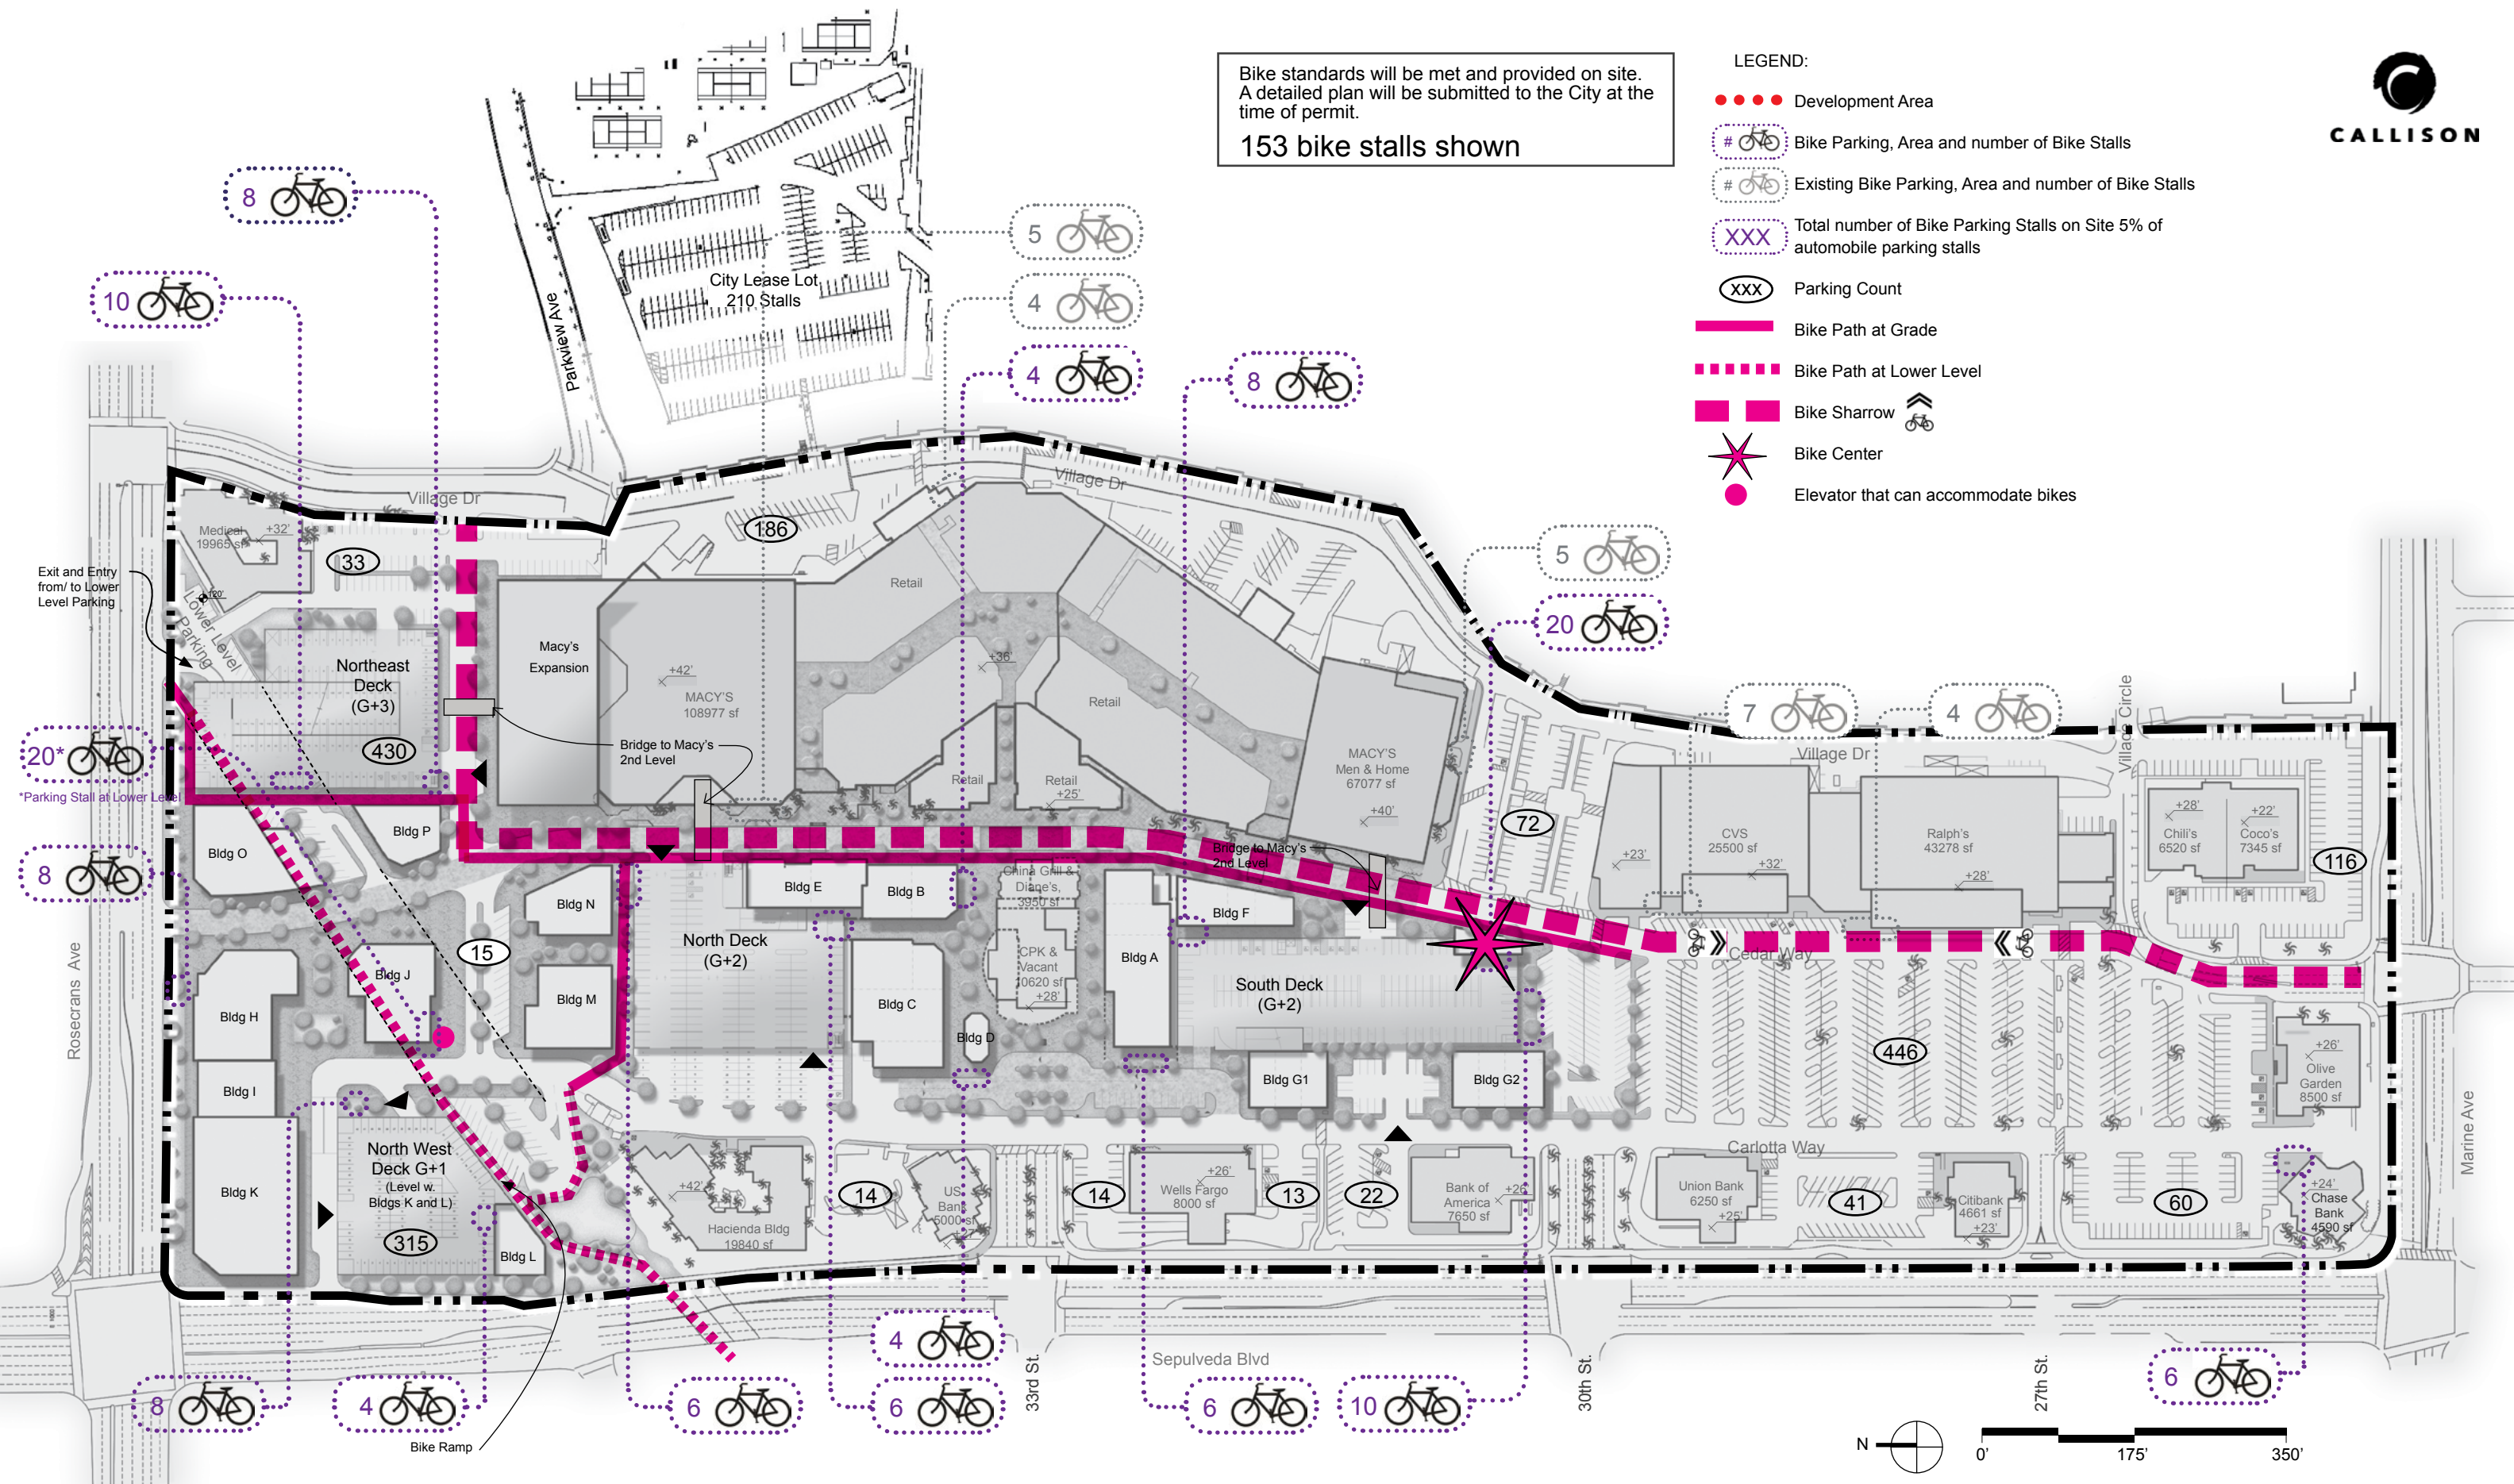 Bike standards will be met and provided on site.
A detailed plan will be submitted to the City at the
time of permit.
153 bike stalls shown
LEGEND:
Development Area
# Bike Parking, Area and number of Bike Stalls
# Existing Bike Parking, Area and number of Bike Stalls
XXX Total number of Bike Parking Stalls on Site 5% of
automobile parking stalls
XXX Parking Count
Bike Path at Grade
Bike Path at Lower Level
Bike Sharrow
Bike Center
Elevator that can accommodate bikes
CALLISON
8
10
5
4
4
8
5
20
7
4
City Lease Lot
210 Stalls
Parkview Ave
Village Dr
Village Dr
Village Dr
Village Circle
Medical
19965 sf
+32'
33
186
Exit and Entry
from/ to Lower
Level Parking
120'
Lower Level
Parking
Northeast
Deck
(G+3)
430
Macy's
Expansion
+42'
MACY'S
108977 sf
Bridge to Macy's
2nd Level
Retail
+36'
Retail
Retail
Retail
+25'
MACY'S
Men & Home
67077 sf
+40'
Bridge to Macy's
2nd Level
72
+23'
CVS
25500 sf
+32'
Ralph's
43278 sf
+28'
+28'
Chili's
6520 sf
+22'
Coco's
7345 sf
116
20*
*Parking Stall at Lower Level
8
Bldg O
Bldg P
Bldg N
Bldg E
Bldg B
China Grill &
Diane's,
3950 sf
CPK &
Vacant
10620 sf
+28'
Bldg A
Bldg F
North Deck
(G+2)
South Deck
(G+2)
Cedar Way
15
Bldg J
Bldg H
Bldg M
Bldg C
Bldg D
Bldg I
Bldg G1
Bldg G2
446
+26'
Olive
Garden
8500 sf
Rosecrans Ave
Marine Ave
Bldg K
North West
Deck G+1
(Level w.
Bldgs K and L)
315
Bldg L
+42'
Hacienda Bldg
19840 sf
14
US
Bank
5000 sf
+27'
14
+26'
Wells Fargo
8000 sf
13
22
Bank of
America
7650 sf
+26'
Carlotta Way
Union Bank
6250 sf
+25'
41
Citibank
4661 sf
+23'
60
+24'
Chase
Bank
4590 sf
8
4
Bike Ramp
6
4
6
33rd St.
Sepulveda Blvd
6
10
30th St.
27th St.
6
N
0'
175'
350'